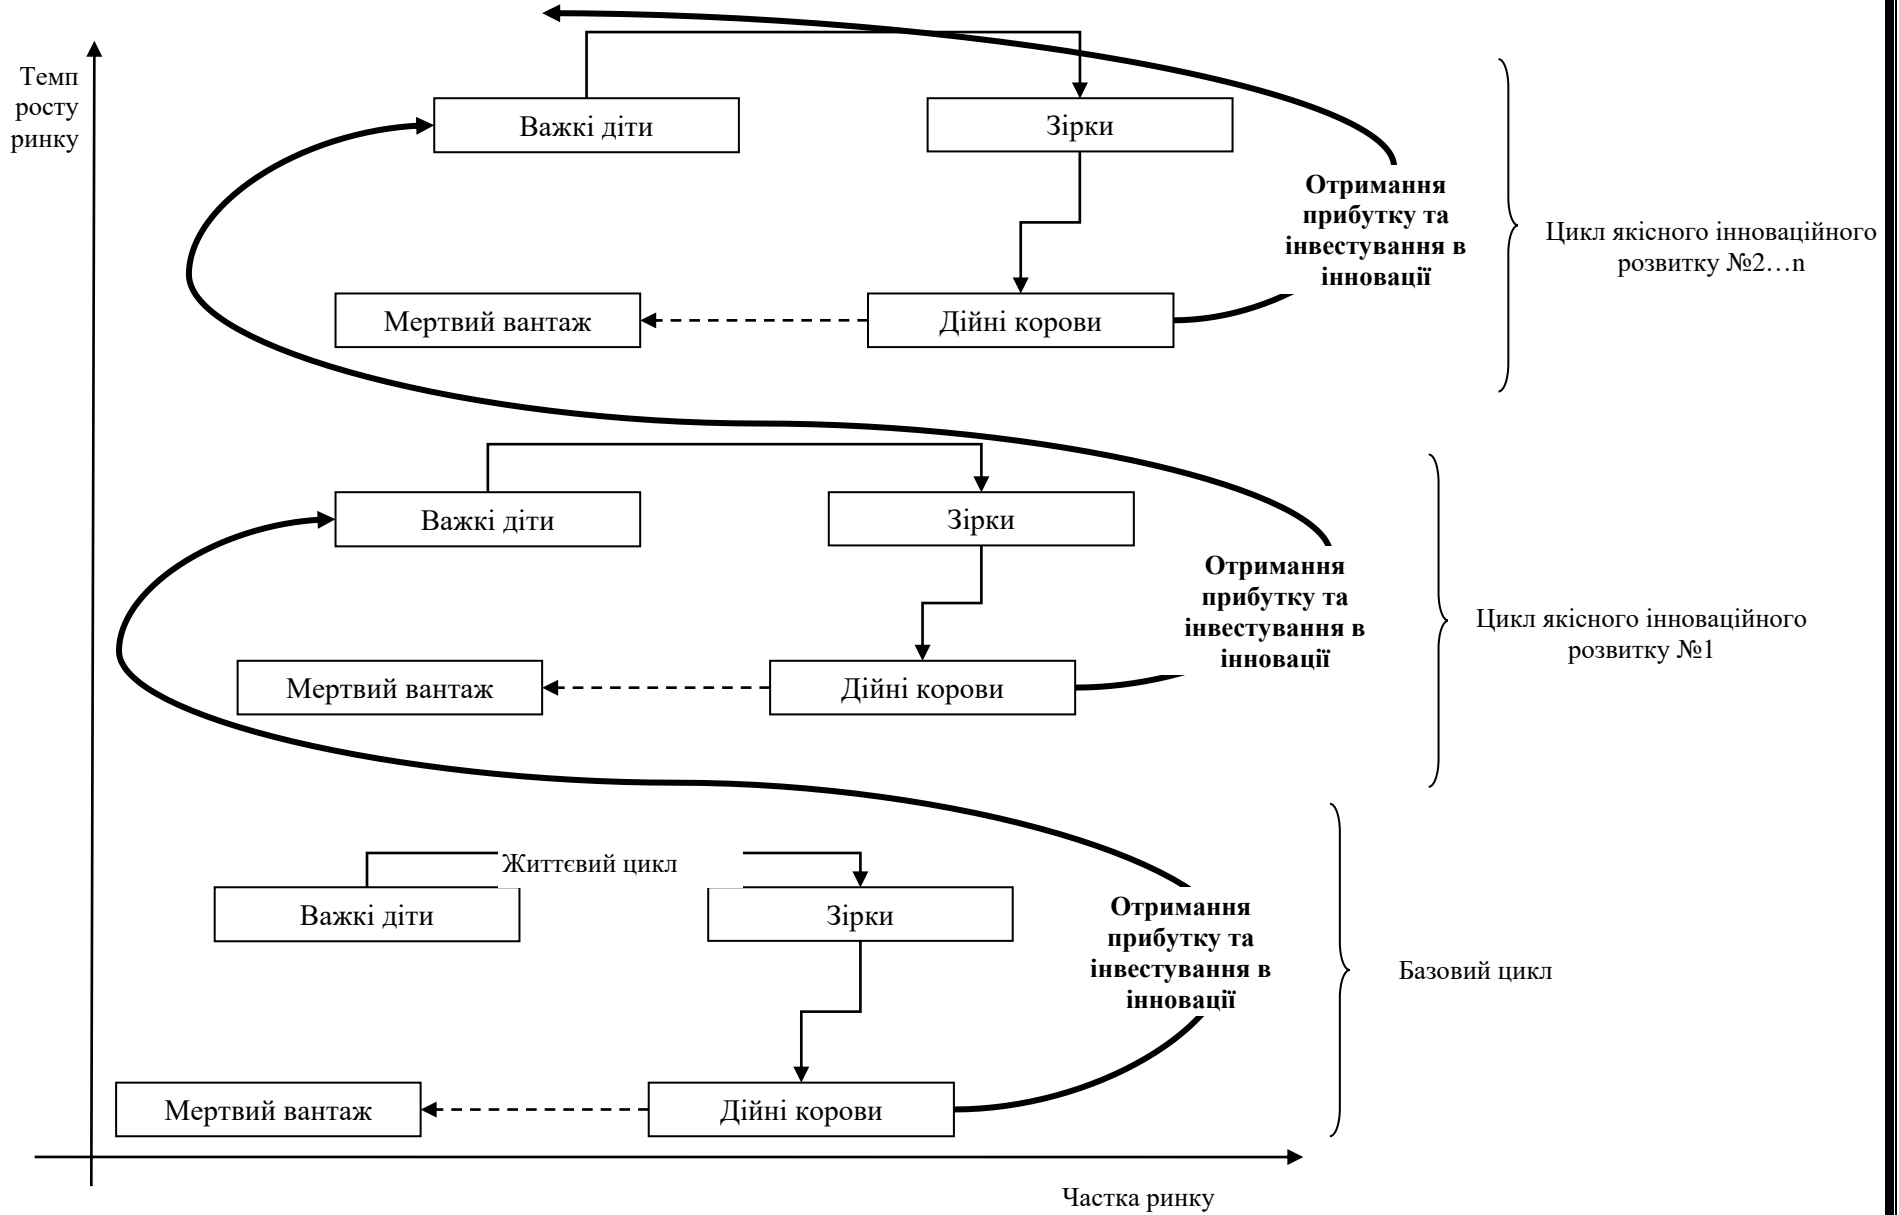 Темп
росту
ринку
Важкі діти
Зірки
Отримання
прибутку та
інвестування в
інновації
Цикл якісного інноваційного
розвитку №2…n
Мертвий вантаж
Дійні корови
Важкі діти
Зірки
Отримання
прибутку та
інвестування в
інновації
Цикл якісного інноваційного
розвитку №1
Мертвий вантаж
Дійні корови
Життєвий цикл
Важкі діти
Зірки
Отримання
прибутку та
інвестування в
інновації
Базовий цикл
Мертвий вантаж
Дійні корови
Частка ринку